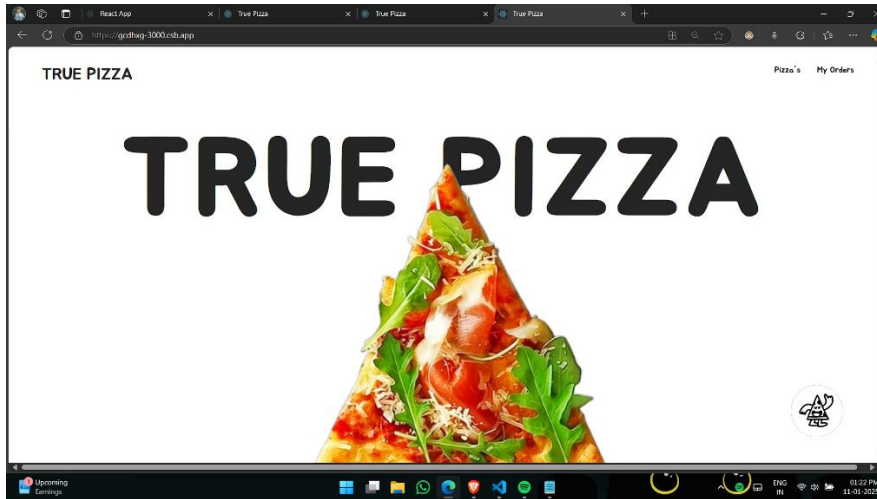 React App
True Pizza
True Pizza
True Pizza
https://gcdhxg-3000.csb.app
TRUE PIZZA
Pizza's My Orders
TRUE PIZZA
Upcoming
Earnings
ENG
IN
01:22 PM
11-01-2025